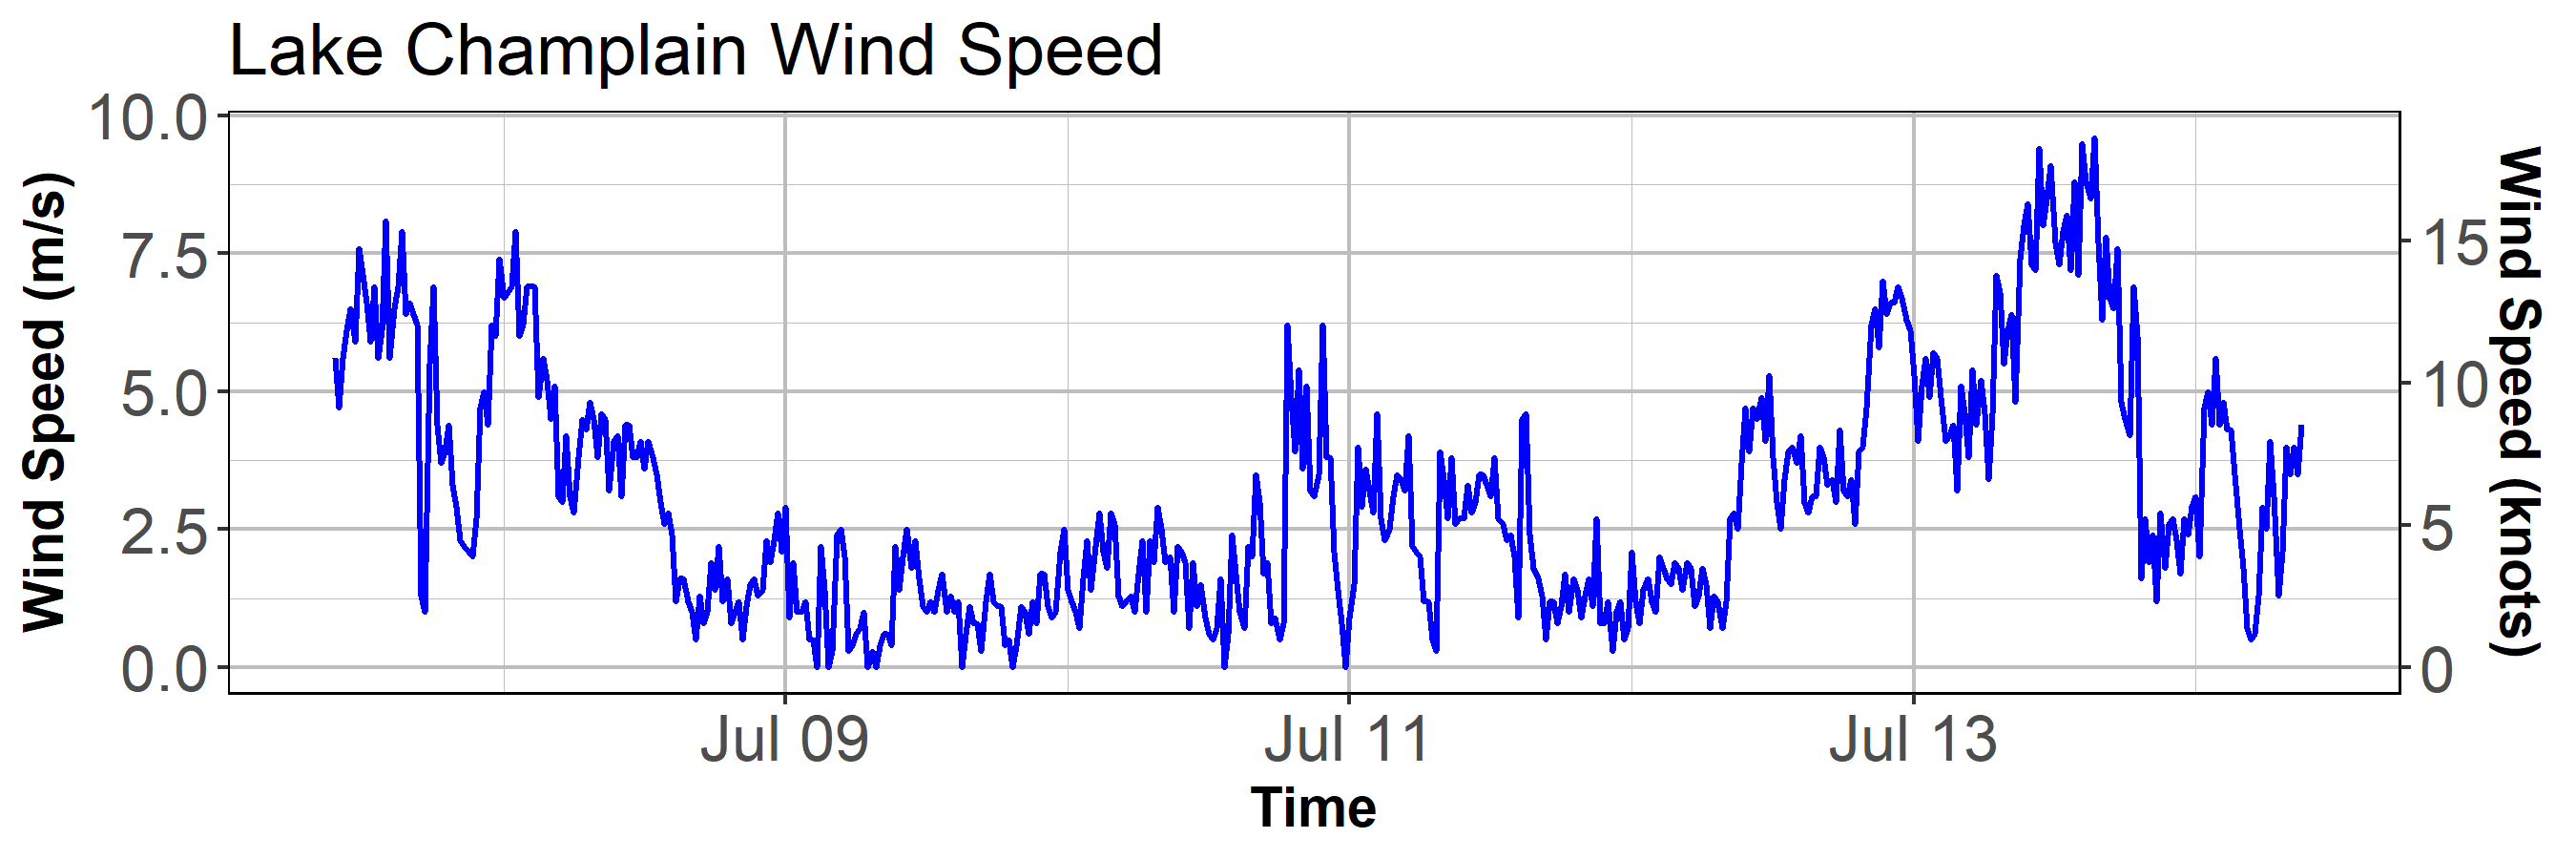 Lake Champlain Wind Speed
10.0
7.5
5.0
2.5
0.0
Wind Speed (m/s)
15
10
5
0
Wind Speed (knots)
Jul 09
Jul 11
Jul 13
Time